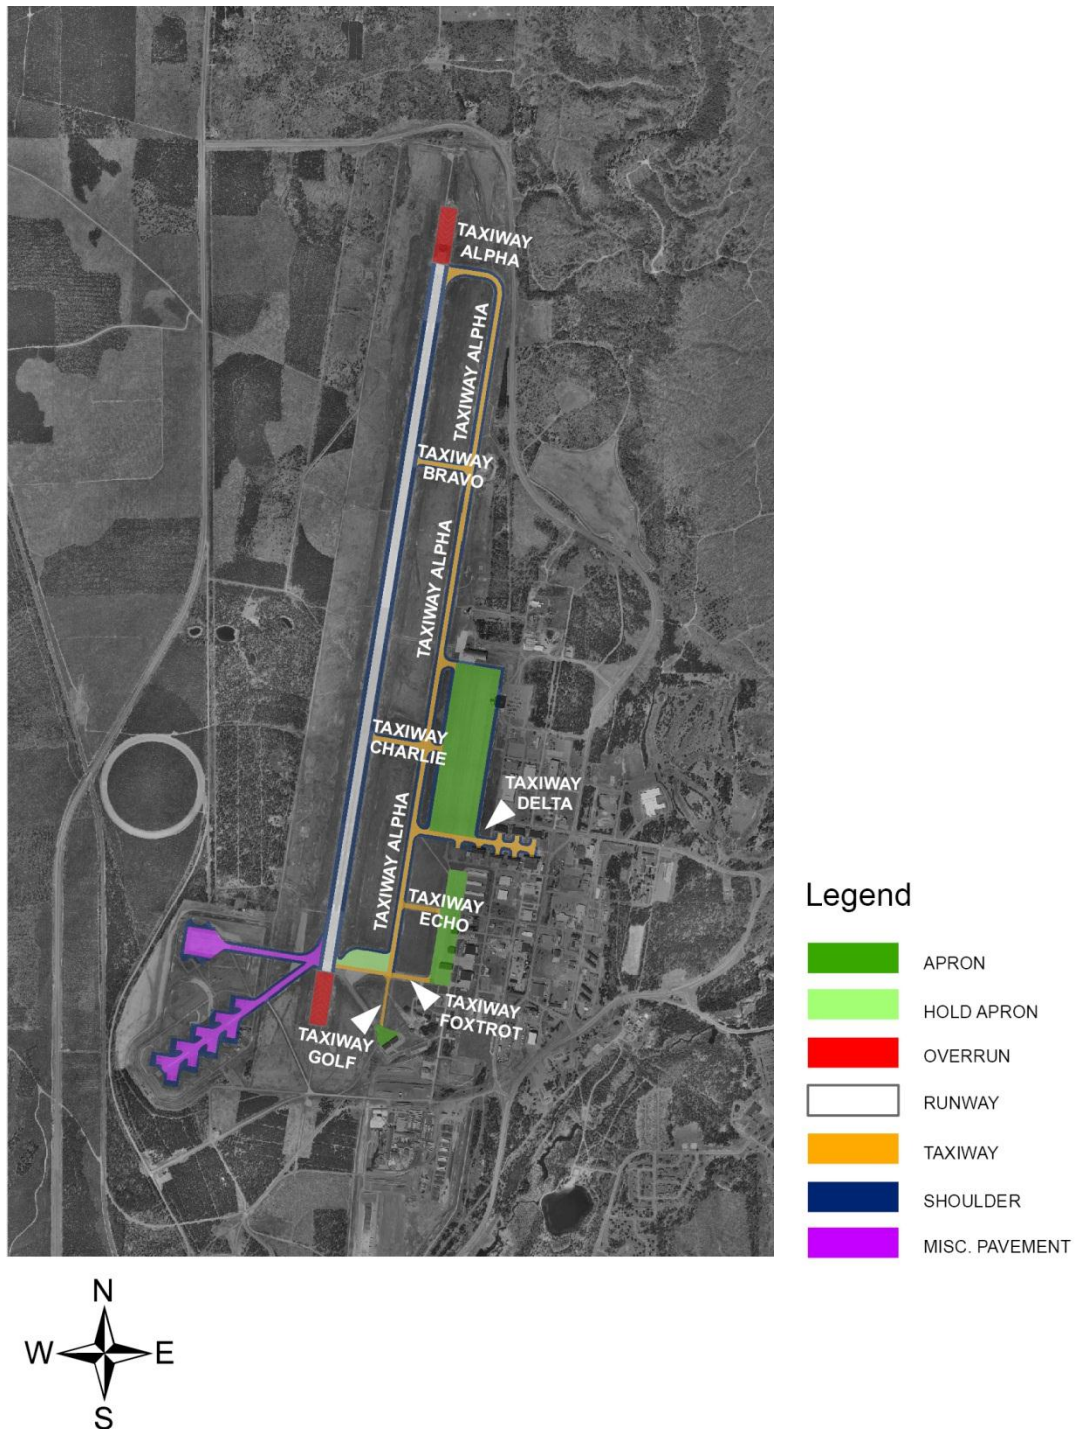 TAXIWAY
ALPHA
TAXIWAY ALPHA
TAXIWAY
BRAVO
TAXIWAY ALPHA
TAXIWAY
CHARLIE
TAXIWAY
DELTA
TAXIWAY ALPHA
TAXIWAY
ECHO
TAXIWAY
FOXTROT
TAXIWAY
GOLF
Legend
APRON
HOLD APRON
OVERRUN
RUNWAY
TAXIWAY
SHOULDER
MISC. PAVEMENT
N
W E
S